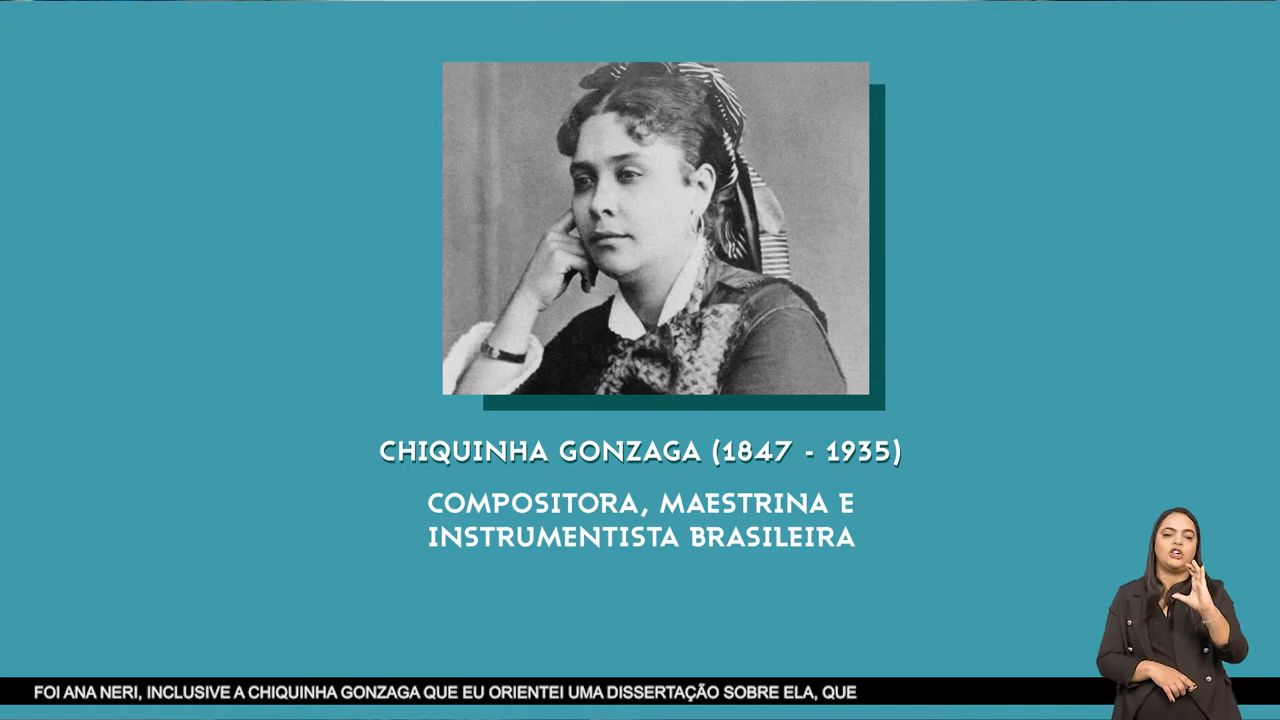 CHIQUINHA GONZAGA (1847 - 1935)
COMPOSITORA, MAESTRINA E
INSTRUMENTISTA BRASILEIRA
FOI ANA NERI, INCLUSIVE A CHIQUINHA GONZAGA QUE EU ORIENTEI UMA DISSERTAÇÃO SOBRE ELA, QUE